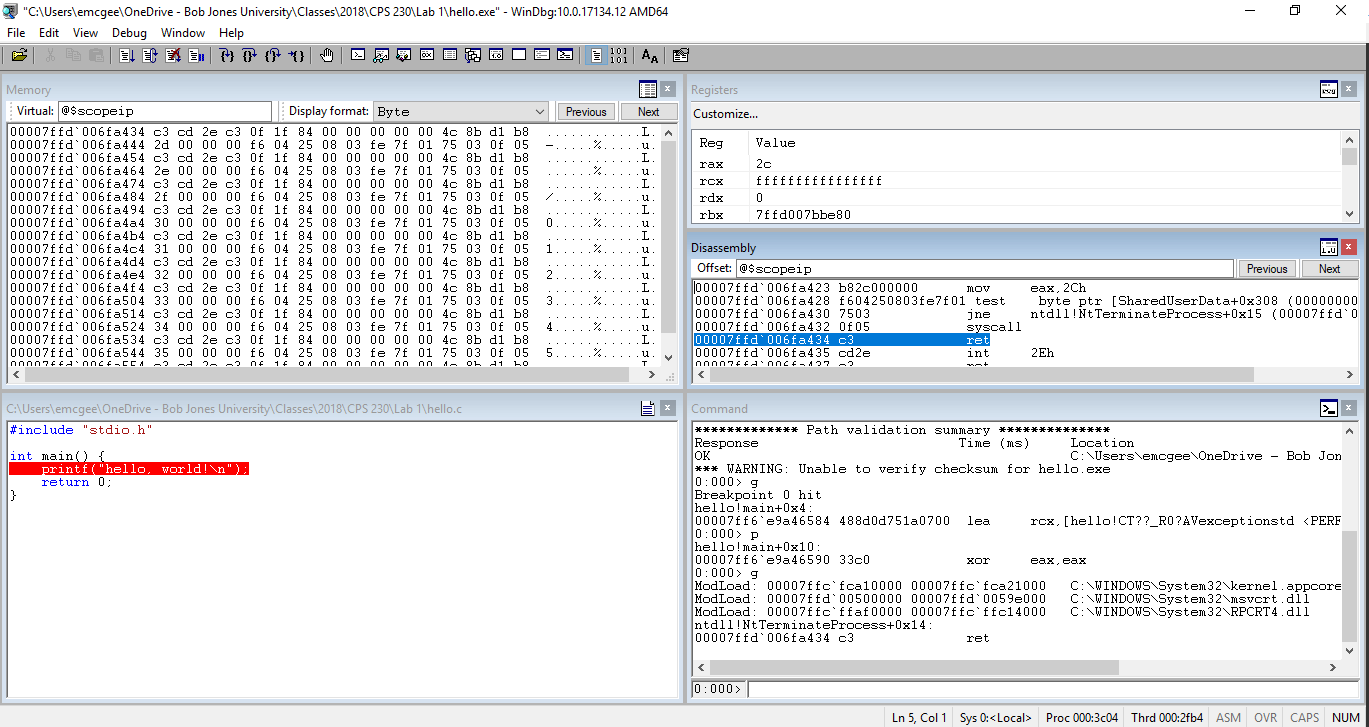 "C:\Users\emcgee\OneDrive - Bob Jones University\Classes\2018\CPS 230\Lab 1\hello.exe" - WinDbg:10.0.17134.12 AMD64
File Edit View Debug Window Help
Memory
Virtual: @$scopeip Display format: Byte Previous Next
00007ffd`006fa434 c3 cd 2e c3 0f 1f 84 00 00 00 00 00 4c 8b d1 b8 ............L...
00007ffd`006fa444 2d 00 00 00 f6 04 25 08 03 fe 7f 01 75 03 0f 05 -.....%.....u...
00007ffd`006fa454 c3 cd 2e c3 0f 1f 84 00 00 00 00 00 4c 8b d1 b8 ............L...
00007ffd`006fa464 2e 00 00 00 f6 04 25 08 03 fe 7f 01 75 03 0f 05 ......%.....u...
00007ffd`006fa474 c3 cd 2e c3 0f 1f 84 00 00 00 00 00 4c 8b d1 b8 ............L...
00007ffd`006fa484 2f 00 00 00 f6 04 25 08 03 fe 7f 01 75 03 0f 05 /.....%.....u...
00007ffd`006fa494 c3 cd 2e c3 0f 1f 84 00 00 00 00 00 4c 8b d1 b8 ............L...
00007ffd`006fa4a4 30 00 00 00 f6 04 25 08 03 fe 7f 01 75 03 0f 05 0.....%.....u...
00007ffd`006fa4b4 c3 cd 2e c3 0f 1f 84 00 00 00 00 00 4c 8b d1 b8 ............L...
00007ffd`006fa4c4 31 00 00 00 f6 04 25 08 03 fe 7f 01 75 03 0f 05 1.....%.....u...
00007ffd`006fa4d4 c3 cd 2e c3 0f 1f 84 00 00 00 00 00 4c 8b d1 b8 ............L...
00007ffd`006fa4e4 32 00 00 00 f6 04 25 08 03 fe 7f 01 75 03 0f 05 2.....%.....u...
00007ffd`006fa4f4 c3 cd 2e c3 0f 1f 84 00 00 00 00 00 4c 8b d1 b8 ............L...
00007ffd`006fa504 33 00 00 00 f6 04 25 08 03 fe 7f 01 75 03 0f 05 3.....%.....u...
00007ffd`006fa514 c3 cd 2e c3 0f 1f 84 00 00 00 00 00 4c 8b d1 b8 ............L...
00007ffd`006fa524 34 00 00 00 f6 04 25 08 03 fe 7f 01 75 03 0f 05 4.....%.....u...
00007ffd`006fa534 c3 cd 2e c3 0f 1f 84 00 00 00 00 00 4c 8b d1 b8 ............L...
00007ffd`006fa544 35 00 00 00 f6 04 25 08 03 fe 7f 01 75 03 0f 05 5.....%.....u...
Registers
Customize...
Reg Value
rax 2c
rcx ffffffffffffffff
rdx 0
rbx 7ffd007bbe80
Disassembly
Offset: @$scopeip Previous Next
00007ffd`006fa423 b82c000000 mov eax,2Ch
00007ffd`006fa428 f604250803fe7f01 test byte ptr [SharedUserData+0x308 (00000000
00007ffd`006fa430 7503 jne ntdll!NtTerminateProcess+0x15 (00007ffd`0
00007ffd`006fa432 0f05 syscall
00007ffd`006fa434 c3 ret
00007ffd`006fa435 cd2e int 2Eh
00007ffd`006fa437 c3 ret
C:\Users\emcgee\OneDrive - Bob Jones University\Classes\2018\CPS 230\Lab 1\hello.c
#include "stdio.h"
int main() {
printf("hello, world!\n");
return 0;
}
Command
************* Path validation summary **************
Response Time (ms) Location
OK C:\Users\emcgee\OneDrive - Bob Jon
*** WARNING: Unable to verify checksum for hello.exe
0:000> g
Breakpoint 0 hit
hello!main+0x4:
00007ff6`e9a46584 488d0d751a0700 lea rcx,[hello!CT??_R0?AVexceptionstd <PERF
0:000> p
hello!main+0x10:
00007ff6`e9a46590 33c0 xor eax,eax
0:000> g
ModLoad: 00007ffc`fca10000 00007ffc`fca21000 C:\WINDOWS\System32\kernel.appcore
ModLoad: 00007ffd`00500000 00007ffd`0059e000 C:\WINDOWS\System32\msvcrt.dll
ModLoad: 00007ffc`ffaf0000 00007ffc`ffc14000 C:\WINDOWS\System32\RPCRT4.dll
ntdll!NtTerminateProcess+0x14:
00007ffd`006fa434 c3 ret
0:000>
Ln 5, Col 1 Sys 0:<Local> Proc 000:3c04 Thrd 000:2fb4 ASM OVR CAPS NUM